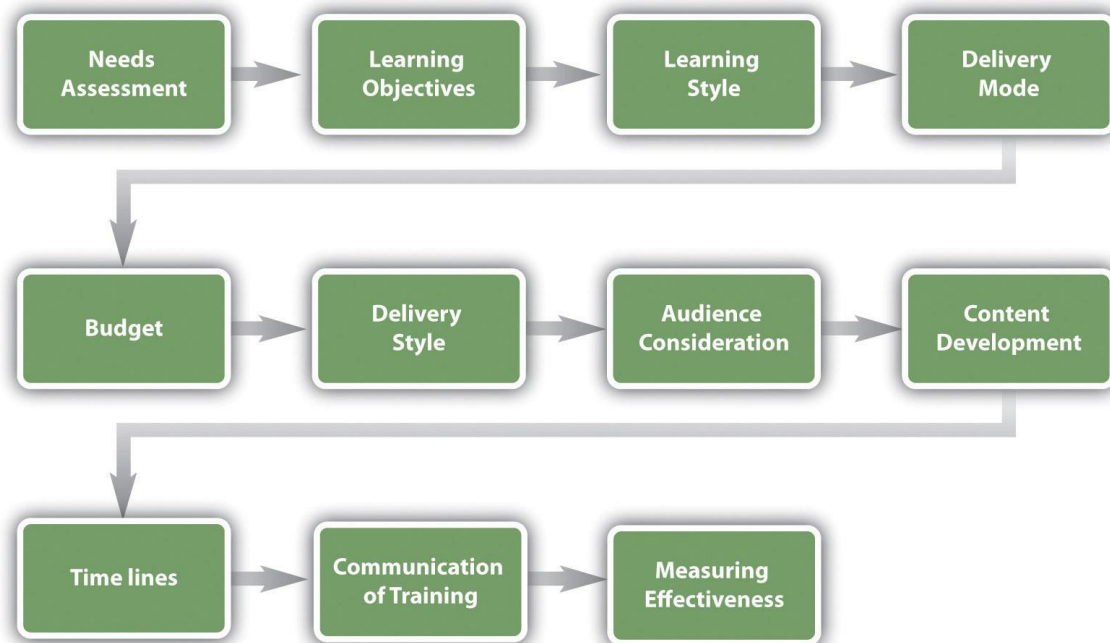 Needs
Assessment
Learning
Objectives
Learning
Style
Delivery
Mode
Budget
Delivery
Style
Audience
Consideration
Content
Development
Time lines
Communication
of Training
Measuring
Effectiveness